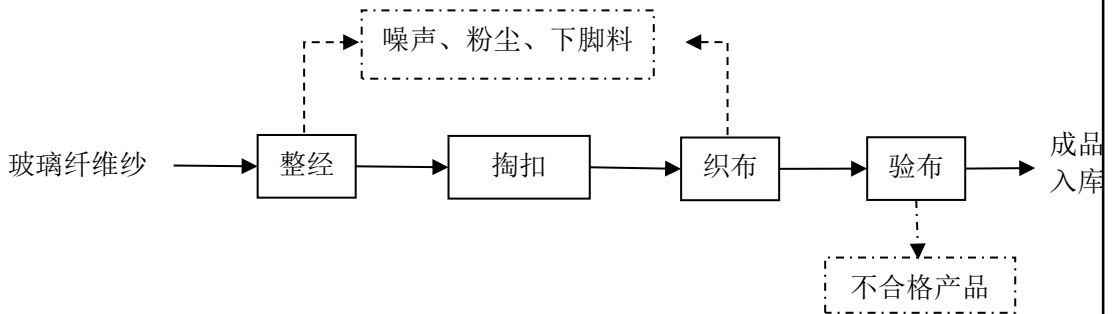 噪声、粉尘、下脚料
玻璃纤维纱
整经
掏扣
织布
验布
成品
入库
不合格产品